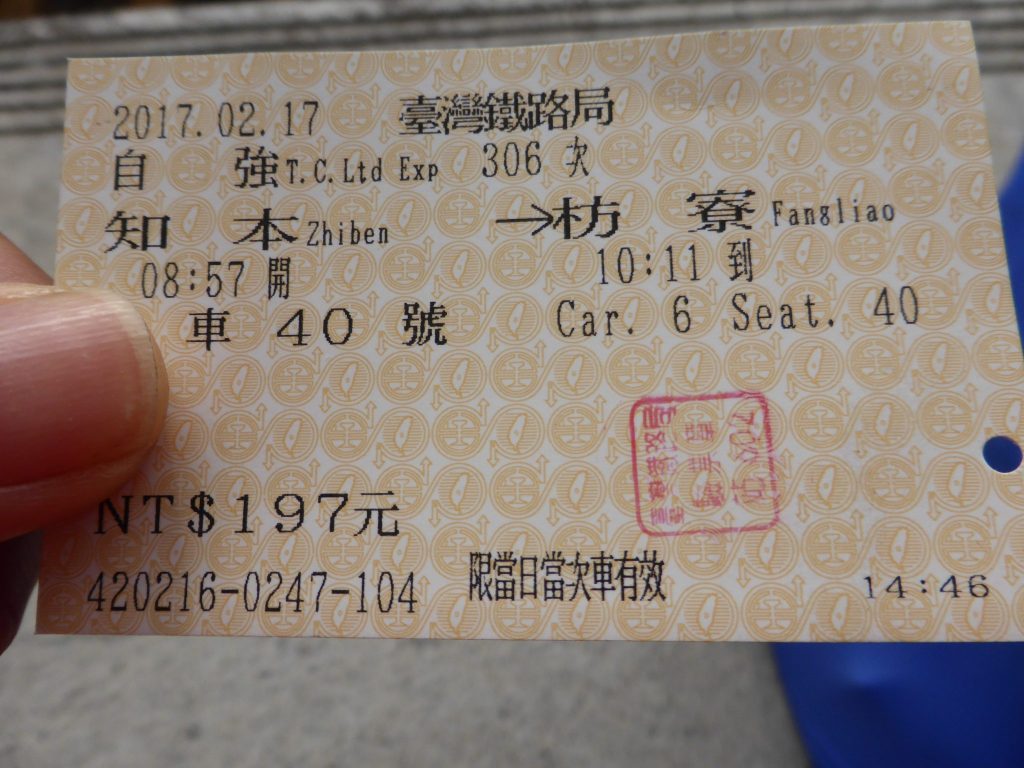 2017.02.17 臺灣鐵路局
自強 T.C.Ltd Exp 306 次
知本 Zhiben →枋寮 Fangliao
08:57 開 10:11 到
車 40 號 Car. 6 Seat. 40
NT$197元
420216-0247-104 限當日當次車有效 14:46